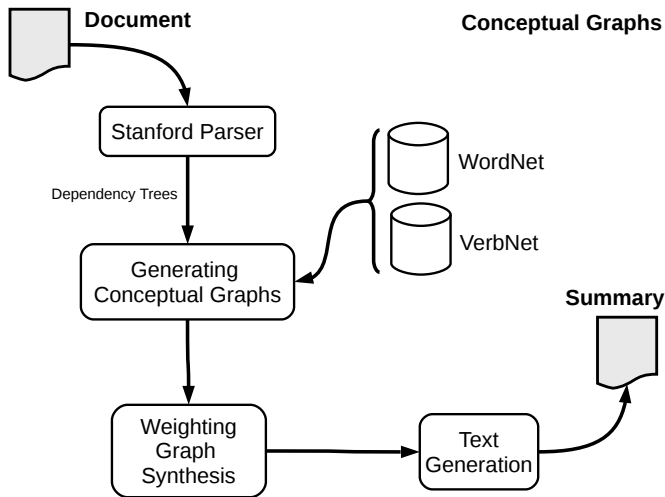 Document
Conceptual Graphs
Stanford Parser
WordNet
Dependency Trees
VerbNet
Generating
Conceptual Graphs
Summary
Weighting
Graph
Synthesis
Text
Generation